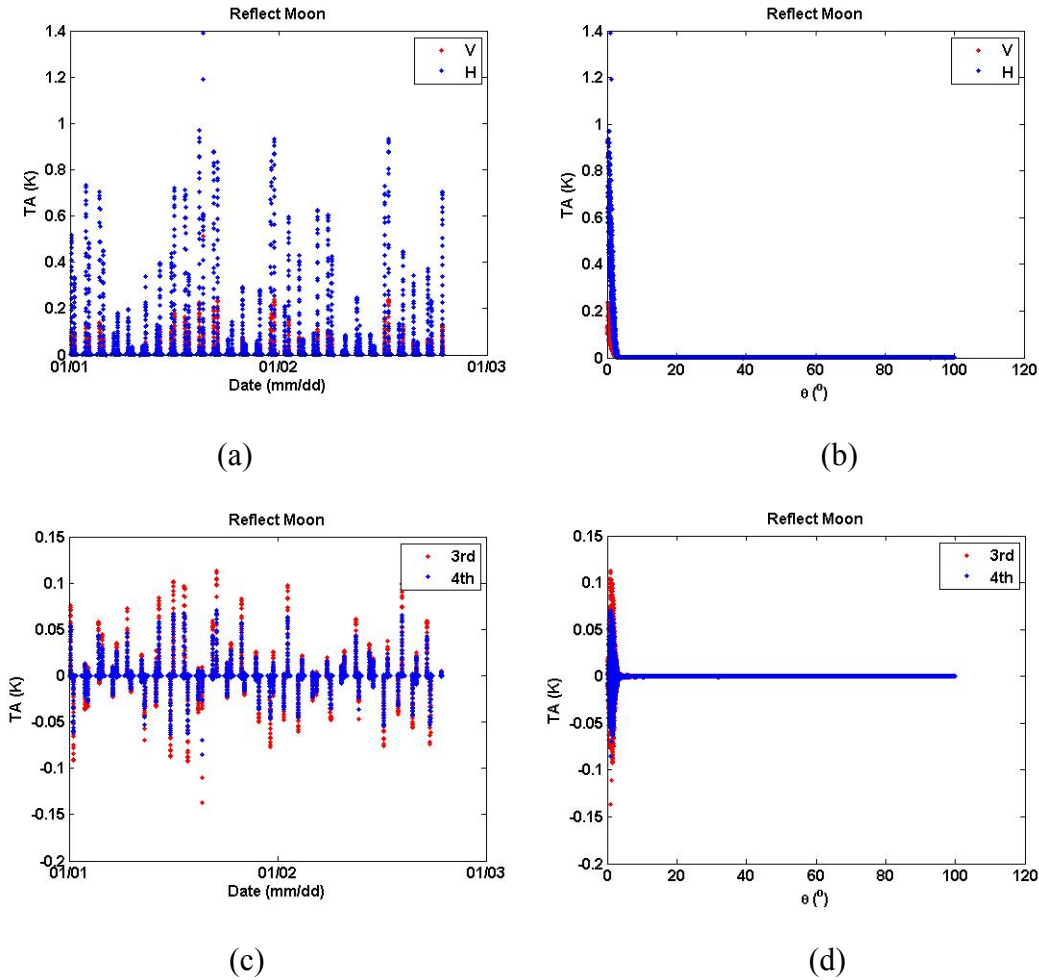 Reflect Moon
1.4
1.2
1
0.8
0.6
0.4
0.2
0
TA (K)
V
H
01/01
01/02
01/03
Date (mm/dd)
(a)
Reflect Moon
1.4
1.2
1
0.8
0.6
0.4
0.2
0
TA (K)
V
H
0
20
40
60
80
100
120
θ (⁰)
(b)
Reflect Moon
0.15
0.1
0.05
0
-0.05
-0.1
-0.15
-0.2
TA (K)
3rd
4th
01/01
01/02
01/03
Date (mm/dd)
(c)
Reflect Moon
0.15
0.1
0.05
0
-0.05
-0.1
-0.15
-0.2
TA (K)
3rd
4th
0
20
40
60
80
100
120
θ (⁰)
(d)